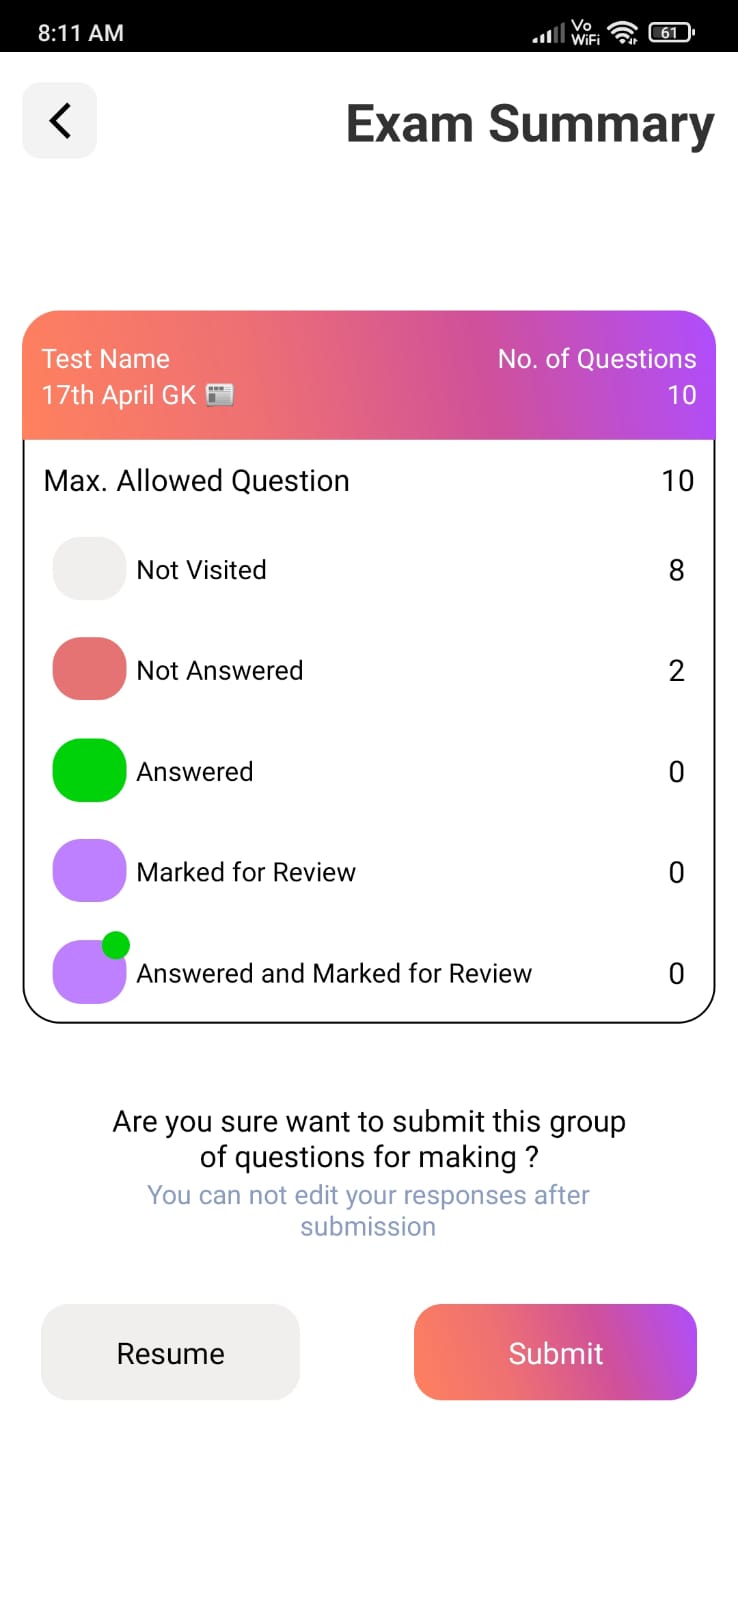 8:11 AM
Vo
WiFi
61
Exam Summary
Test Name
No. of Questions
17th April GK
10
Max. Allowed Question
10
Not Visited
8
Not Answered
2
Answered
0
Marked for Review
0
Answered and Marked for Review
0
Are you sure want to submit this group
of questions for making ?
You can not edit your responses after
submission
Resume
Submit